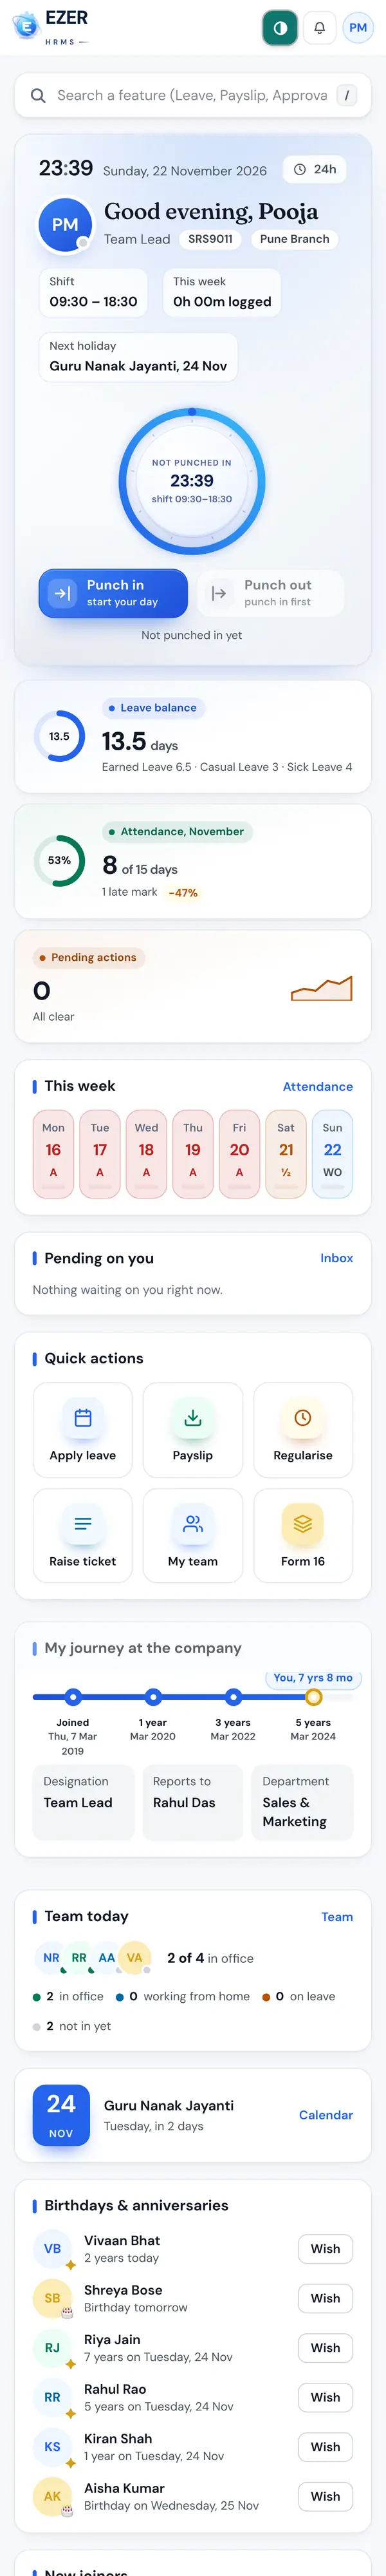 EZER
HRMS
PM
Search a feature (Leave, Payslip, Approva
/
23:39 Sunday, 22 November 2026 24h
PM
Good evening, Pooja
Team Lead SRS9011 Pune Branch
Shift
09:30 – 18:30
This week
0h 00m logged
Next holiday
Guru Nanak Jayanti, 24 Nov
NOT PUNCHED IN
23:39
shift 09:30–18:30
Punch in
start your day
Punch out
punch in first
Not punched in yet
13.5
Leave balance
13.5 days
Earned Leave 6.5 · Casual Leave 3 · Sick Leave 4
53%
Attendance, November
8 of 15 days
1 late mark -47%
Pending actions
0
All clear
This week Attendance
Mon Tue Wed Thu Fri Sat Sun
16 17 18 19 20 21 22
A A A A A ½ WO
Pending on you Inbox
Nothing waiting on you right now.
Quick actions
Apply leave Payslip Regularise
Raise ticket My team Form 16
My journey at the company
You, 7 yrs 8 mo
Joined 1 year 3 years 5 years
Thu, 7 Mar Mar 2020 Mar 2022 Mar 2024
2019
Designation
Team Lead
Reports to
Rahul Das
Department
Sales &
Marketing
Team today Team
NR RR AA VA 2 of 4 in office
2 in office 0 working from home 0 on leave
2 not in yet
24
NOV
Guru Nanak Jayanti
Tuesday, in 2 days
Calendar
Birthdays & anniversaries
VB Vivaan Bhat Wish
2 years today
SB Shreya Bose Wish
Birthday tomorrow
RJ Riya Jain Wish
7 years on Tuesday, 24 Nov
RR Rahul Rao Wish
5 years on Tuesday, 24 Nov
KS Kiran Shah Wish
1 year on Tuesday, 24 Nov
AK Aisha Kumar Wish
Birthday on Wednesday, 25 Nov
New joiners